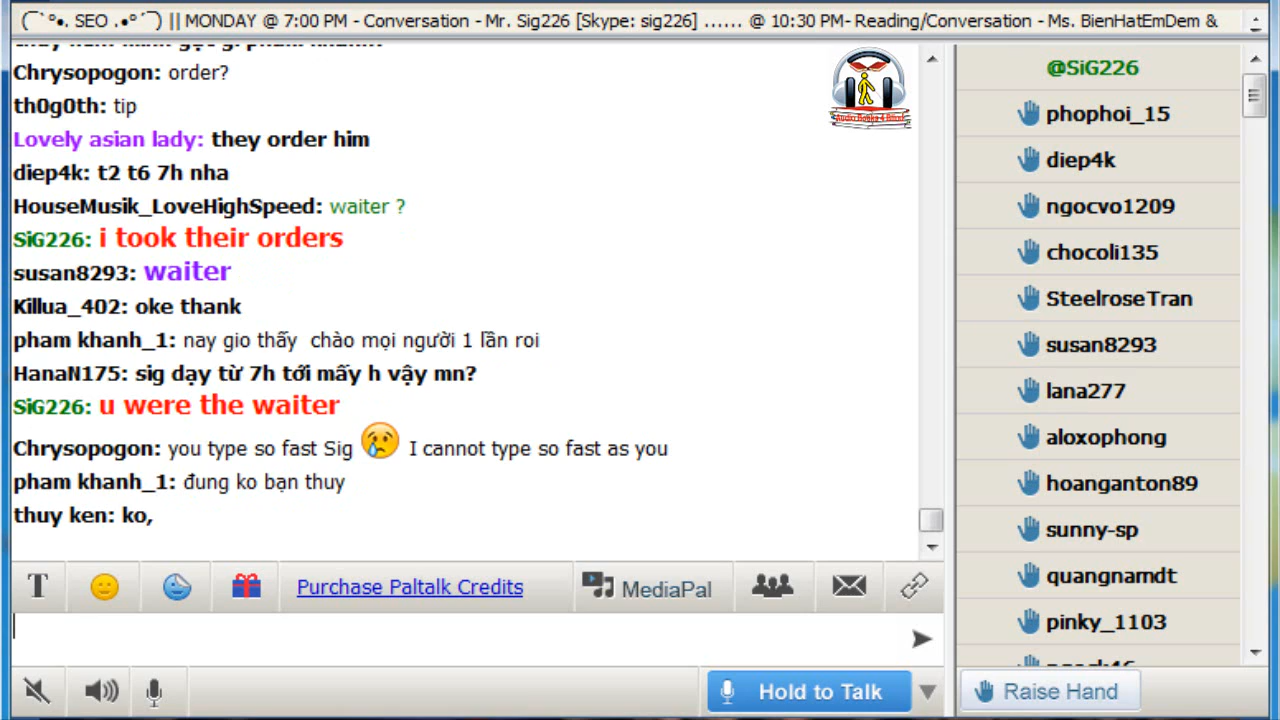 (¯`°•. SEO .•°´¯) || MONDAY @ 7:00 PM - Conversation - Mr. Sig226 [Skype: sig226] ...... @ 10:30 PM- Reading/Conversation - Ms. BienHatEmDem &
Chrysopogon: order?
th0g0th: tip
Lovely asian lady: they order him
diep4k: t2 t6 7h nha
HouseMusik_LoveHighSpeed: waiter ?
SiG226: i took their orders
susan8293: waiter
Killua_402: oke thank
pham khanh_1: nay gio thấy chào mọi người 1 lần roi
HanaN175: sig dạy từ 7h tới mấy h vậy mn?
SiG226: u were the waiter
Chrysopogon: you type so fast Sig I cannot type so fast as you
pham khanh_1: đung ko bạn thuy
thuy ken: ko,
Audio Books 4 Blind
T
Purchase Paltalk Credits
MediaPal
Hold to Talk
@SiG226
phophoi_15
diep4k
ngocvo1209
chocoli135
SteelroseTran
susan8293
lana277
aloxophong
hoanganton89
sunny-sp
quangnamdt
pinky_1103
Raise Hand